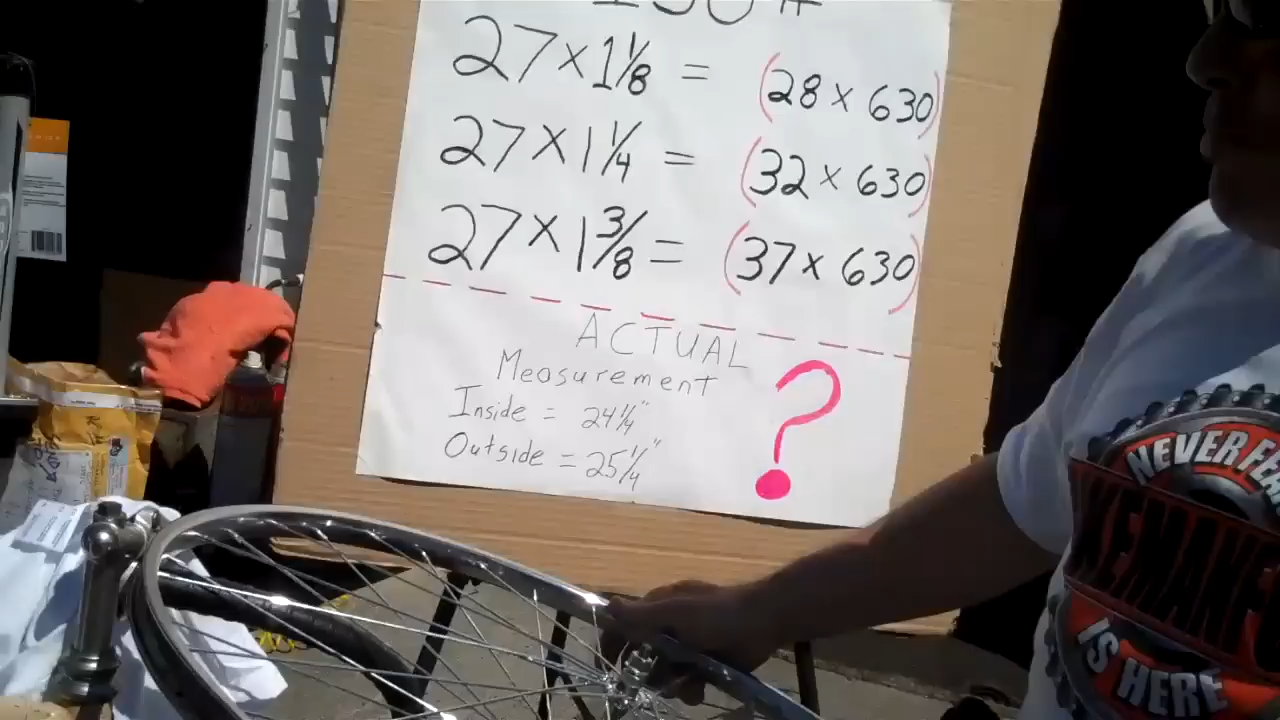 27 x 1 1/8 = (28 x 630)
27 x 1 1/4 = (32 x 630)
27 x 1 3/8 = (37 x 630)
ACTUAL
Measurement
?
Inside = 24 1/4"
Outside = 25 1/4"
NEVER
IS HERE